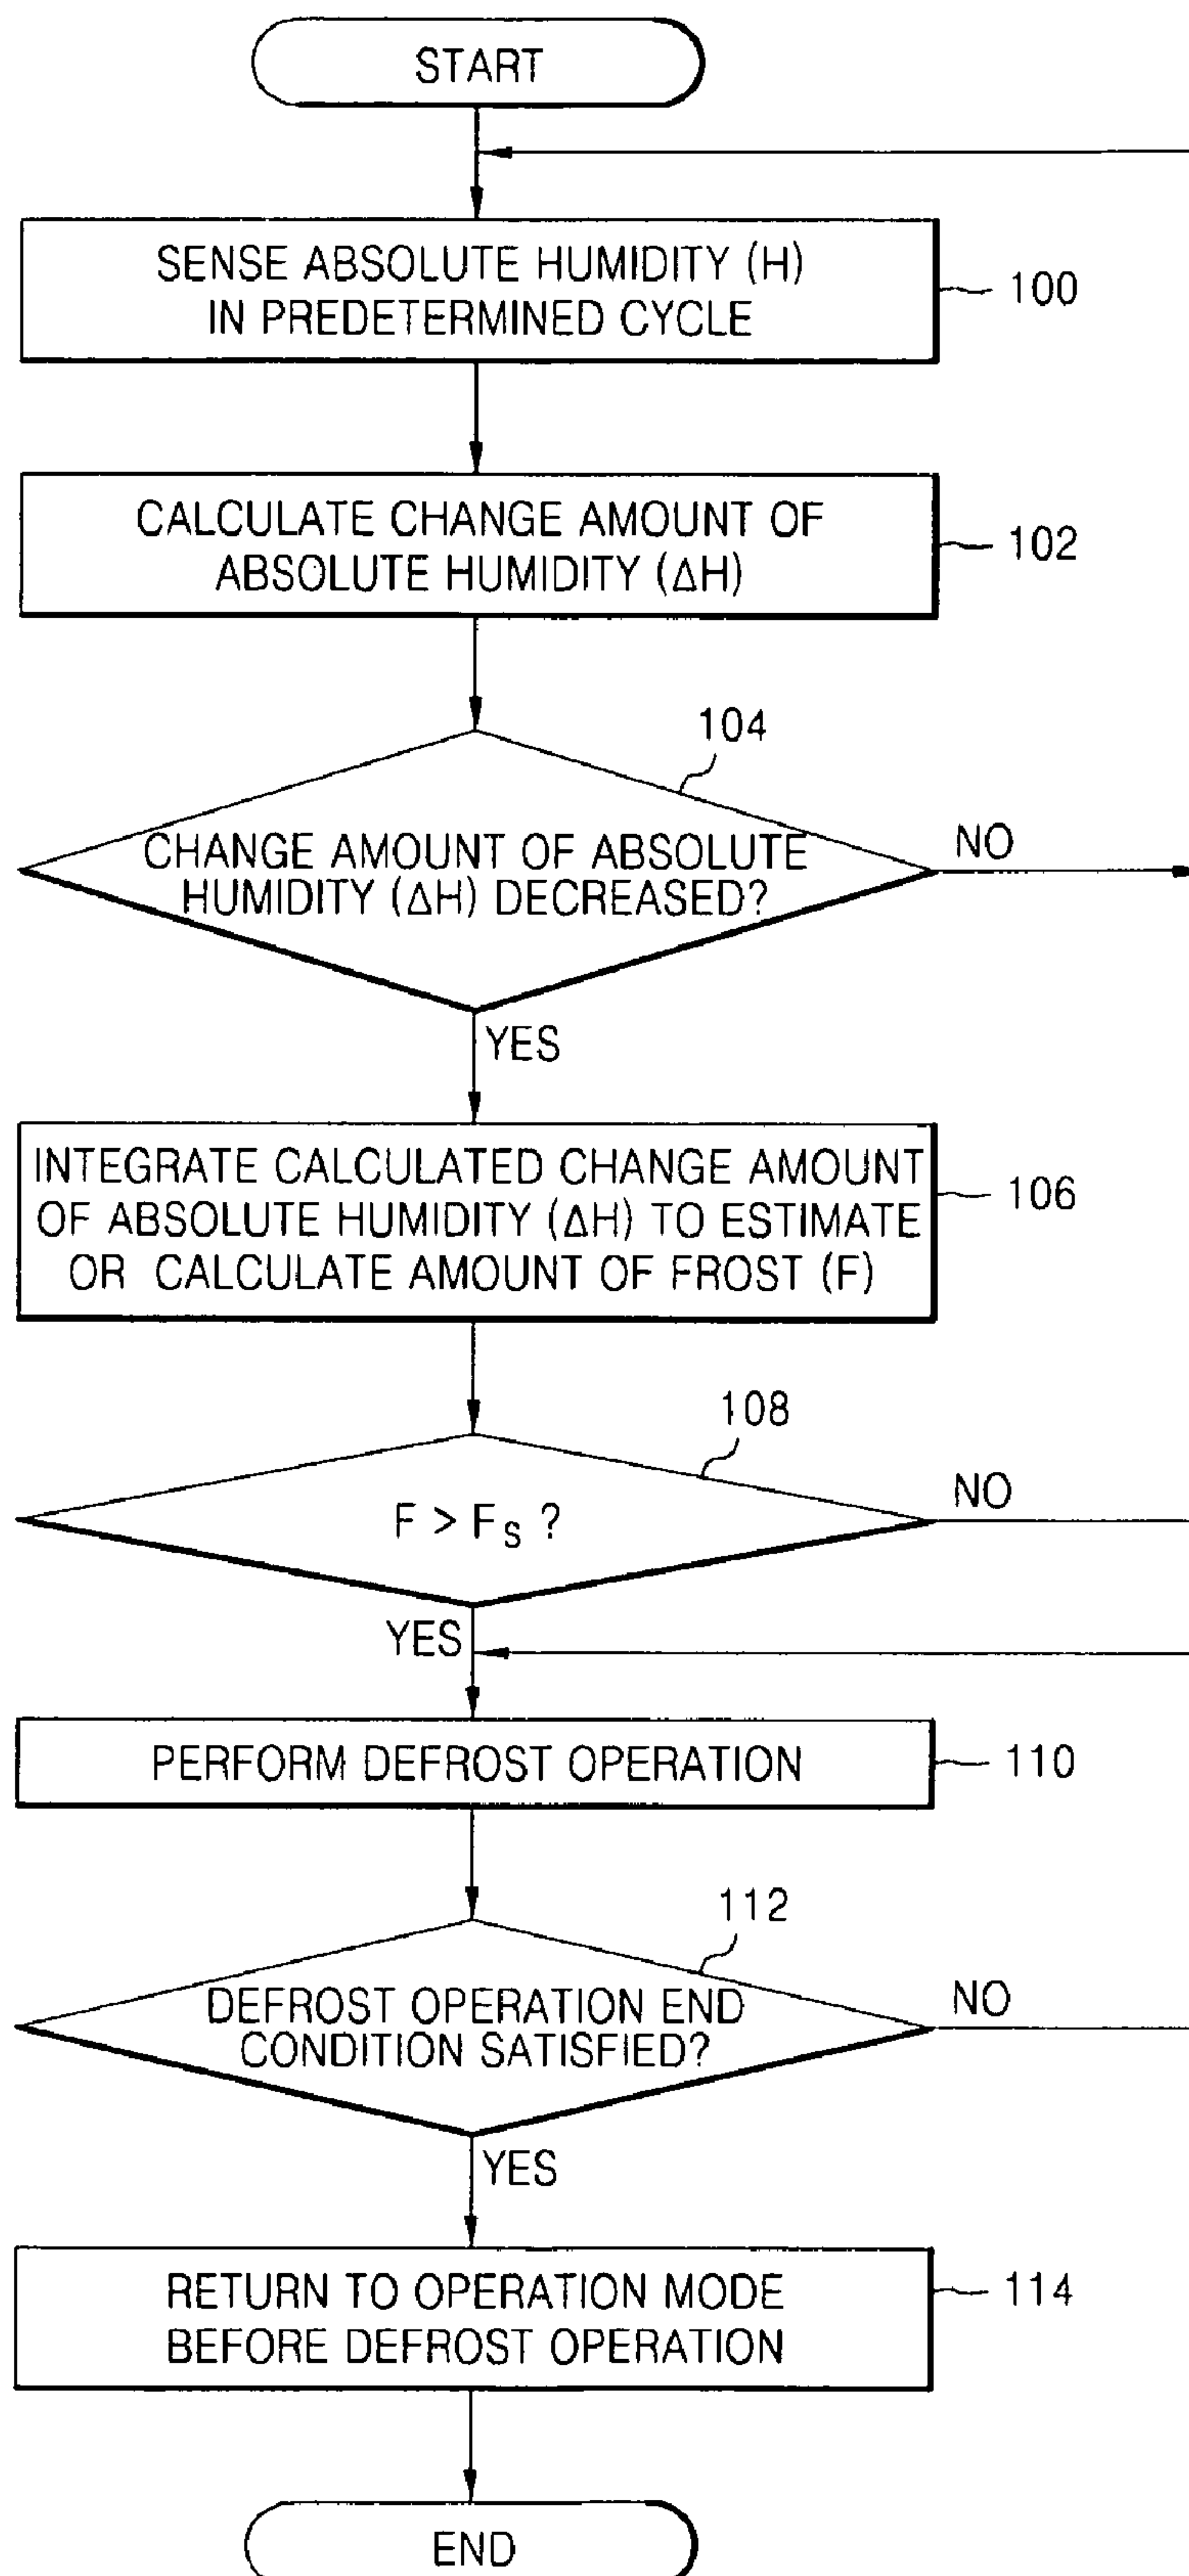 START
SENSE ABSOLUTE HUMIDITY (H)
IN PREDETERMINED CYCLE
100
CALCULATE CHANGE AMOUNT OF
ABSOLUTE HUMIDITY (ΔH)
102
104
CHANGE AMOUNT OF ABSOLUTE
HUMIDITY (ΔH) DECREASED?
NO
YES
INTEGRATE CALCULATED CHANGE AMOUNT
OF ABSOLUTE HUMIDITY (ΔH) TO ESTIMATE
OR CALCULATE AMOUNT OF FROST (F)
106
108
F > FS ?
NO
YES
PERFORM DEFROST OPERATION
110
112
DEFROST OPERATION END
CONDITION SATISFIED?
NO
YES
RETURN TO OPERATION MODE
BEFORE DEFROST OPERATION
114
END